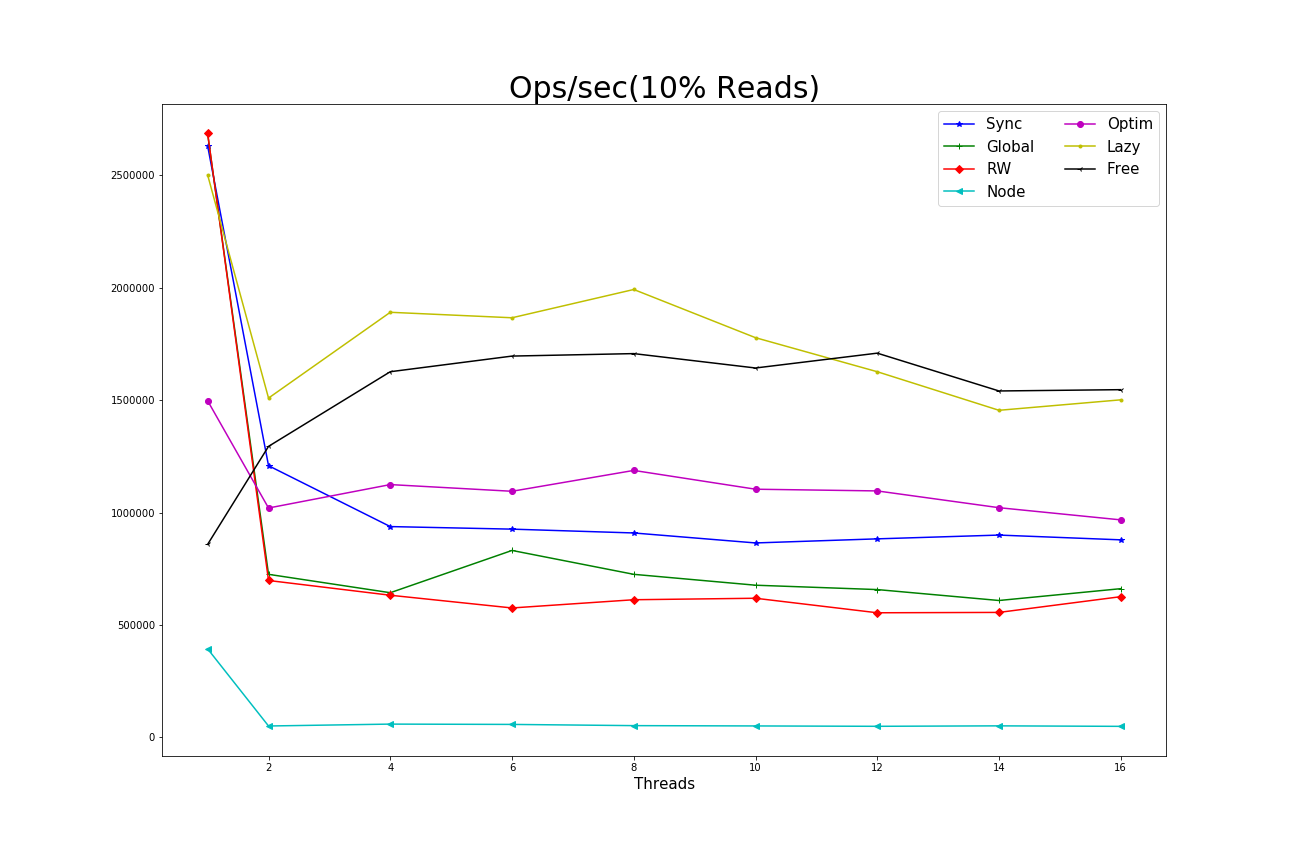 Ops/sec(10% Reads)
Sync
Global
RW
Node
Optim
Lazy
Free
2500000
2000000
1500000
1000000
500000
0
2 4 6 8 10 12 14 16
Threads